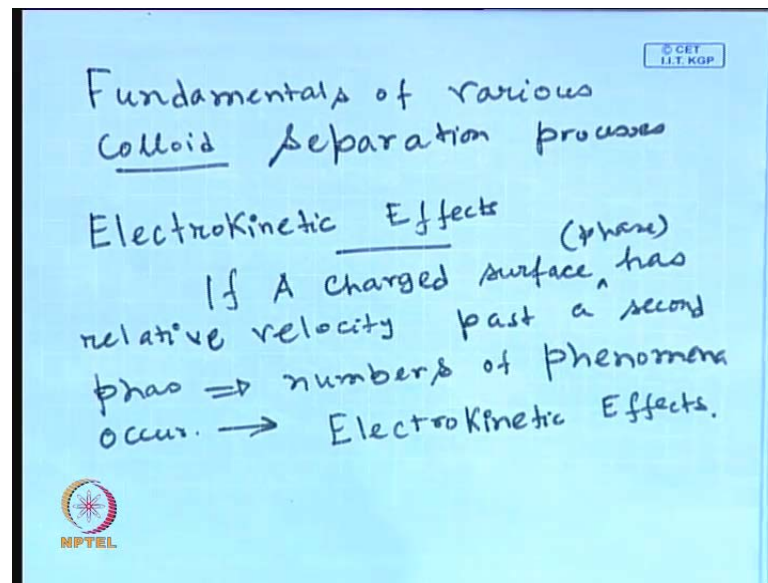 © CET
I.I.T. KGP
Fundamentals of various
Colloid Separation processes
Electrokinetic Effects
(phase)
If A charged surface ^ has
relative velocity past a second
phas => numbers of phenomena
occur. → Electrokinetic Effects.
NPTEL